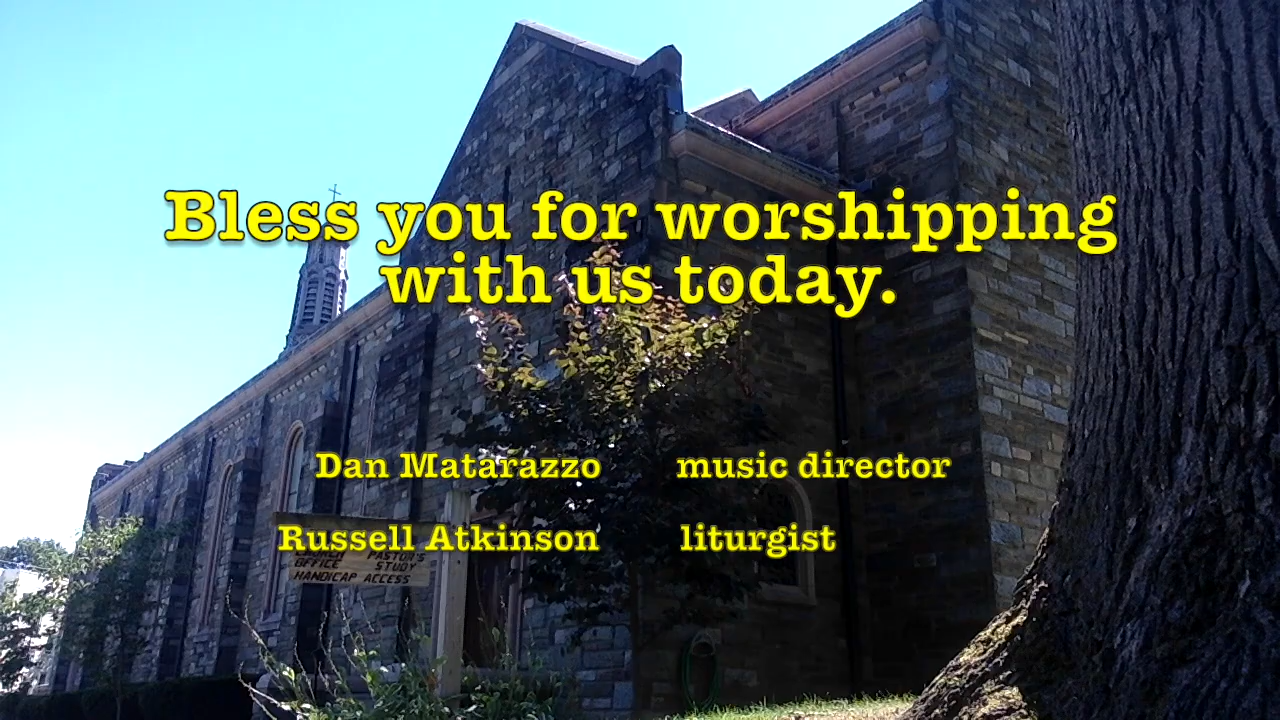 Bless you for worshipping
with us today.
Dan Matarazzo music director
Russell Atkinson liturgist
PASTOR'S
OFFICE STUDY
HANDICAP ACCESS